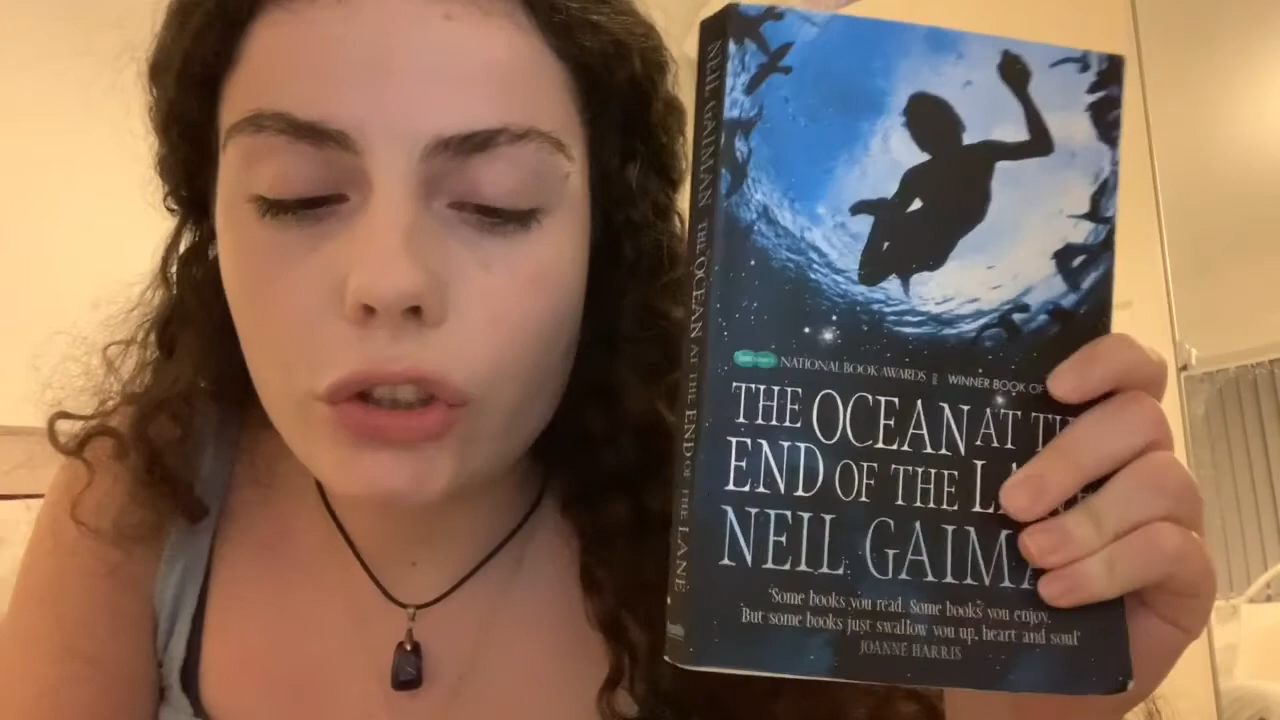 NEIL GAIMAN THE OCEAN AT THE END OF THE LANE
NATIONAL BOOK AWARDS WINNER BOOK OF
THE OCEAN AT TH
END OF THE LANE
NEIL GAIMA
'Some books you read. Some books you enjoy.
But some books just swallow you up, heart and soul'
JOANNE HARRIS